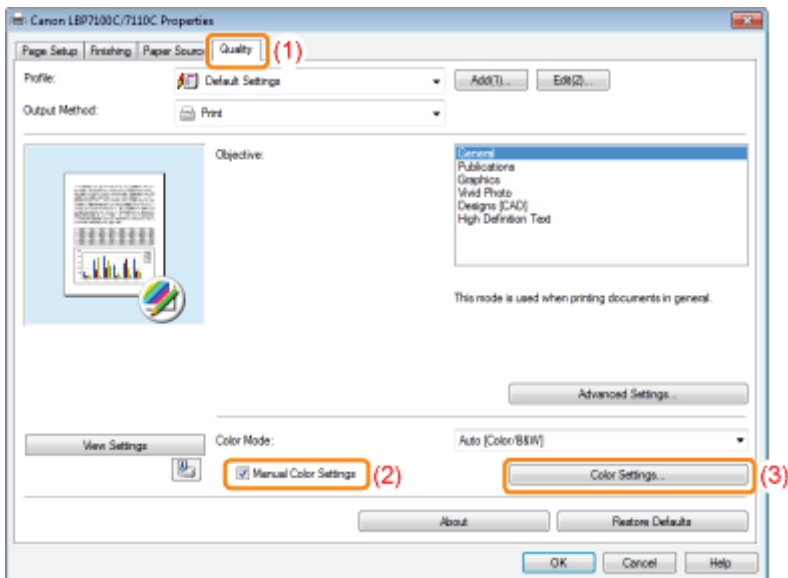 Canon LBP7100C/7110C Properties
Page Setup Finishing Paper Source Quality (1)
Profile: Default Settings Add(1)... Edit(2)...
Output Method: Print
Objective: General
Publications
Graphics
Vivid Photo
Designs [CAD]
High Definition Text
This mode is used when printing documents in general.
Advanced Settings...
View Settings Color Mode: Auto [Color/B&W]
Manual Color Settings (2) Color Settings... (3)
About Restore Defaults
OK Cancel Help